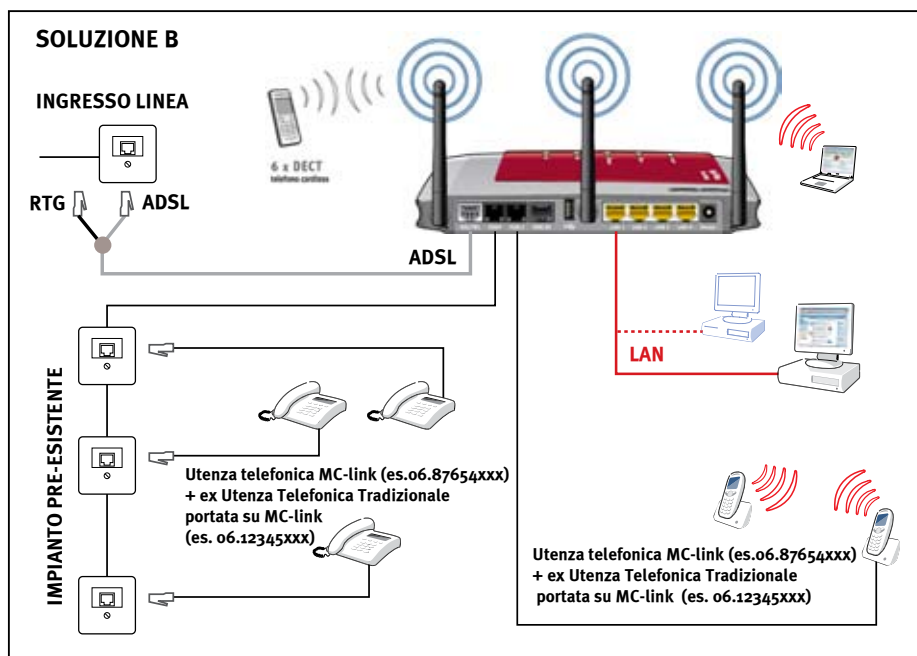 SOLUZIONE B
INGRESSO LINEA
RTG
ADSL
6 x DECT
telefono cordless
ADSL
LAN
IMPIANTO PRE-ESISTENTE
Utenza telefonica MC-link (es.06.87654xxx)
+ ex Utenza Telefonica Tradizionale
portata su MC-link
(es. 06.12345xxx)
Utenza telefonica MC-link (es.06.87654xxx)
+ ex Utenza Telefonica Tradizionale
portata su MC-link (es. 06.12345xxx)